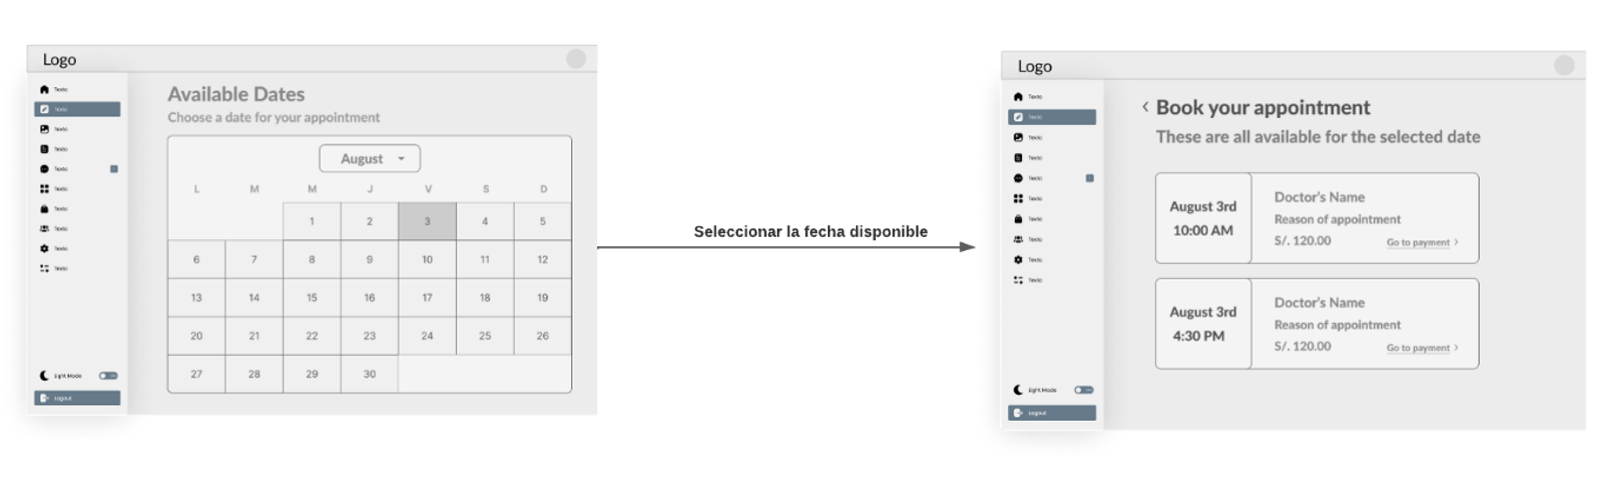 Logo
Texto
Texto
Texto
Texto
Texto
Texto
Texto
Texto
Texto
Texto
Eight Mode
Logout
Available Dates
Choose a date for your appointment
August
L M M J V S D
1 2 3 4 5
6 7 8 9 10 11 12
13 14 15 16 17 18 19
20 21 22 23 24 25 26
27 28 29 30
Seleccionar la fecha disponible
Logo
Texto
Texto
Texto
Texto
Texto
Texto
Texto
Texto
Texto
Texto
Eight Mode
Logout
Book your appointment
These are all available for the selected date
August 3rd
10:00 AM
Doctor's Name
Reason of appointment
S/. 120.00 Go to payment
August 3rd
4:30 PM
Doctor's Name
Reason of appointment
S/. 120.00 Go to payment